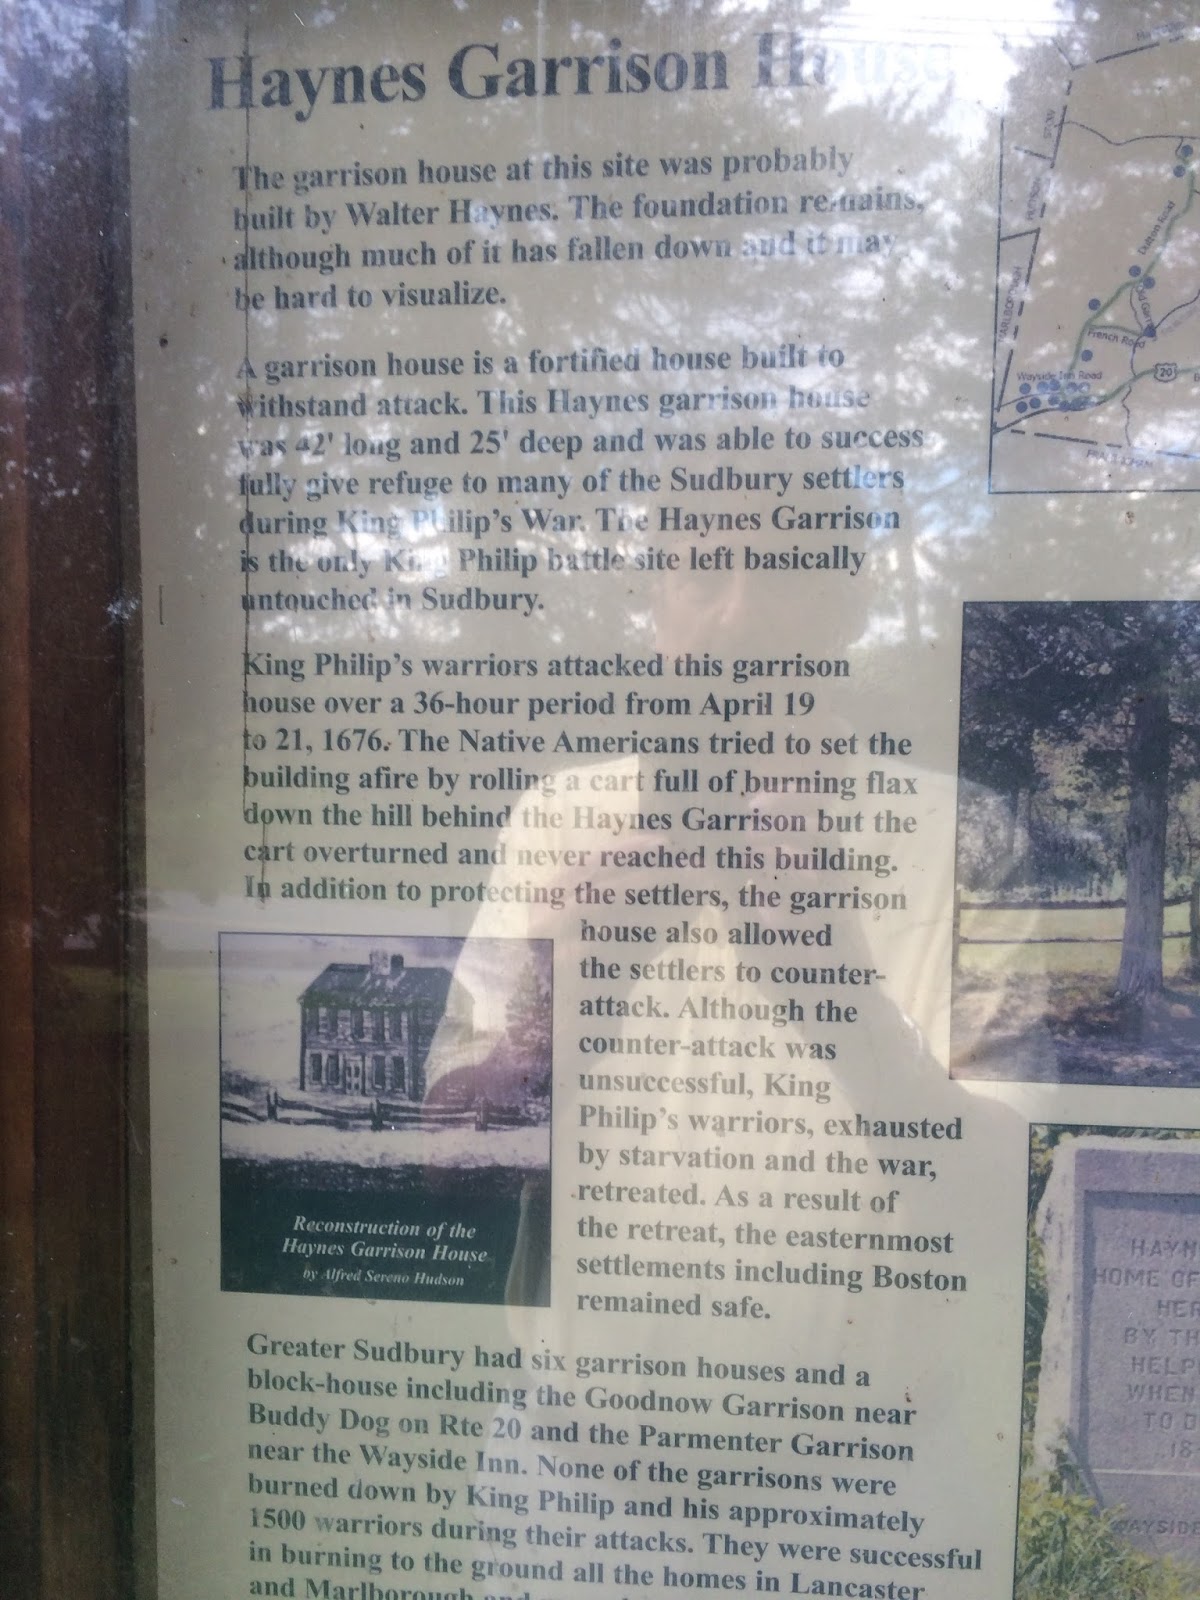 Haynes Garrison House
The garrison house at this site was probably
built by Walter Haynes. The foundation remains,
although much of it has fallen down and it may
be hard to visualize.
A garrison house is a fortified house built to
withstand attack. This Haynes garrison house
was 42' long and 25' deep and was able to success
fully give refuge to many of the Sudbury settlers
during King Philip's War. The Haynes Garrison
is the only King Philip battle site left basically
untouched in Sudbury.
King Philip's warriors attacked this garrison
house over a 36-hour period from April 19
to 21, 1676. The Native Americans tried to set the
building afire by rolling a cart full of burning flax
down the hill behind the Haynes Garrison but the
cart overturned and never reached this building.
In addition to protecting the settlers, the garrison
house also allowed
the settlers to counter-
attack. Although the
counter-attack was
unsuccessful, King
Philip's warriors, exhausted
by starvation and the war,
retreated. As a result of
the retreat, the easternmost
settlements including Boston
remained safe.
Reconstruction of the
Haynes Garrison House
by Alfred Sereno Hudson
Greater Sudbury had six garrison houses and a
block-house including the Goodnow Garrison near
Buddy Dog on Rte 20 and the Parmenter Garrison
near the Wayside Inn. None of the garrisons were
burned down by King Philip and his approximately
1500 warriors during their attacks. They were successful
in burning to the ground all the homes in Lancaster
and Marlborough and
STOW
HUDSON
MARLBOROUGH
Dutton Road
French Road
Wayside Inn Road
20
FRAMINGHAM
HAYN
HOME OF
HER
BY TH
HELP
WHEN
TO D
18
WAYSIDE